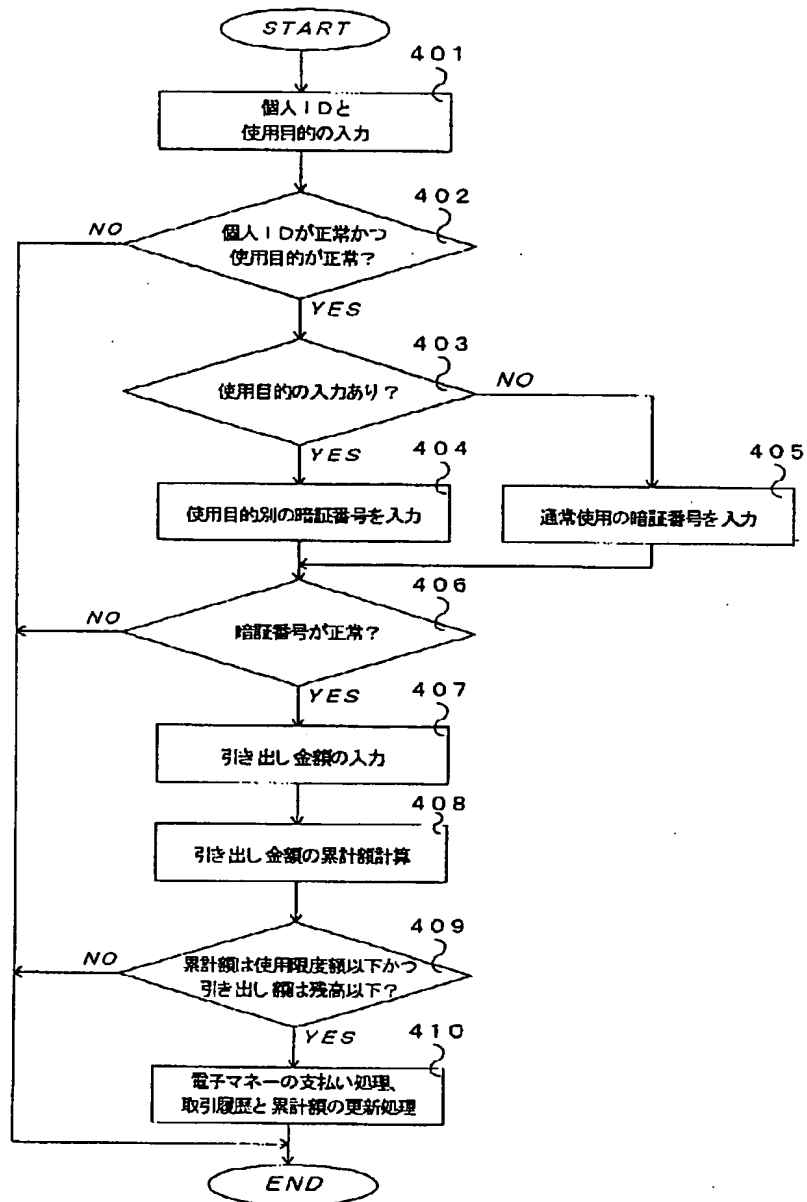 START
401
個人IDと
使用目的の入力
402
NO
個人IDが正常かつ
使用目的が正常?
YES
403
使用目的の入力あり?
NO
YES
404
405
使用目的別の暗証番号を入力
通常使用の暗証番号を入力
406
NO
暗証番号が正常?
YES
407
引き出し金額の入力
408
引き出し金額の累計額計算
409
NO
累計額は使用限度額以下かつ
引き出し額は残高以下?
YES
410
電子マネーの支払い処理、
取引履歴と累計額の更新処理
END